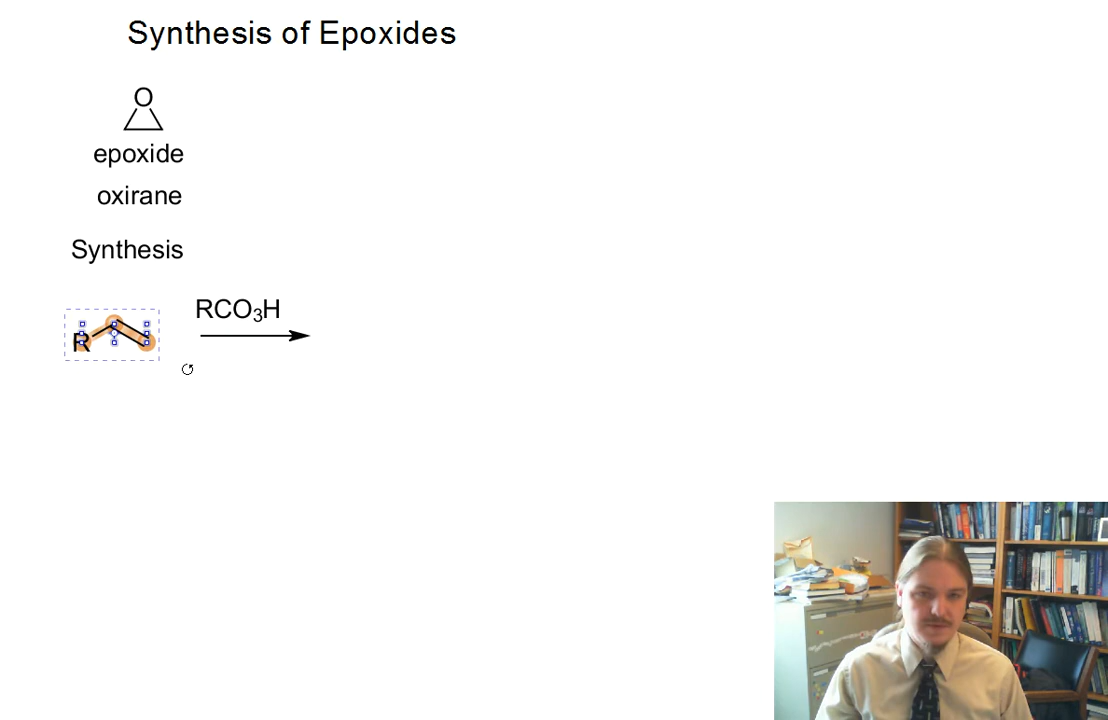 Synthesis of Epoxides
O
epoxide
oxirane
Synthesis
RCO₃H
R